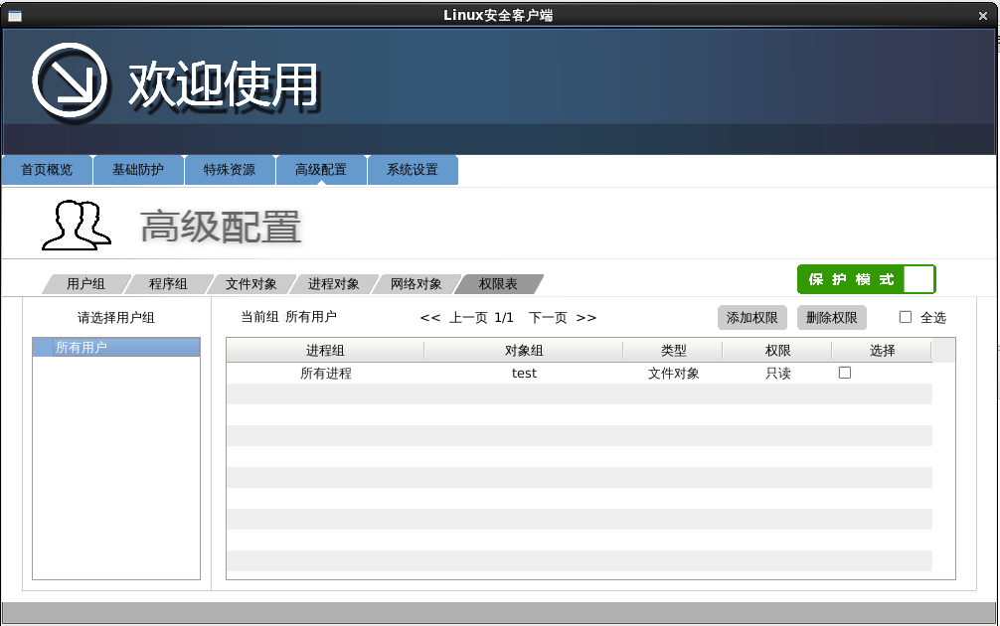 Linux安全客户端
欢迎使用
首页概览 基础防护 特殊资源 高级配置 系统设置
高级配置
用户组 程序组 文件对象 进程对象 网络对象 权限表 保护模式
请选择用户组 当前组 所有用户 << 上一页 1/1 下一页 >> 添加权限 删除权限 全选
所有用户 进程组 对象组 类型 权限 选择
所有进程 test 文件对象 只读